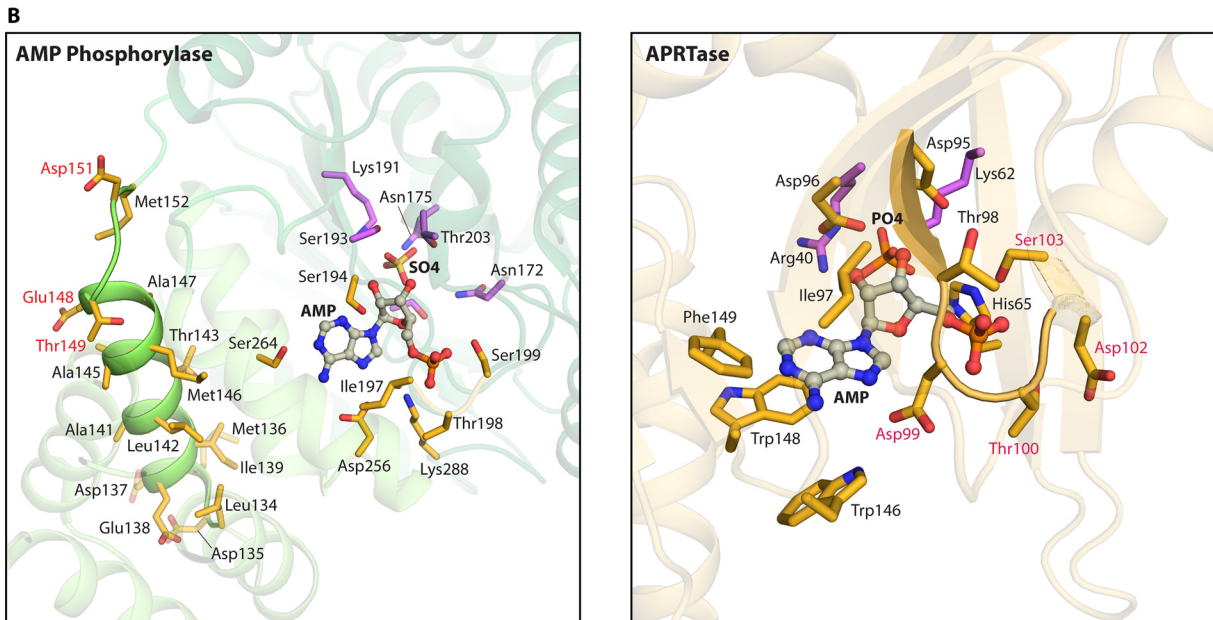 B
AMP Phosphorylase
Asp151
Met152
Lys191
Asn175
Ser193
Thr203
SO4
Ser194
Asn172
Ala147
Glu148
AMP
Thr149
Thr143
Ser264
Ser199
Ala145
Met146
Ile197
Ala141
Leu142
Met136
Thr198
Ile139
Asp256
Lys288
Asp137
Leu134
Glu138
Asp135
APRTase
Asp95
Lys62
Asp96
PO4
Thr98
Ser103
Arg40
Ile97
His65
Phe149
Asp102
AMP
Trp148
Asp99
Thr100
Trp146